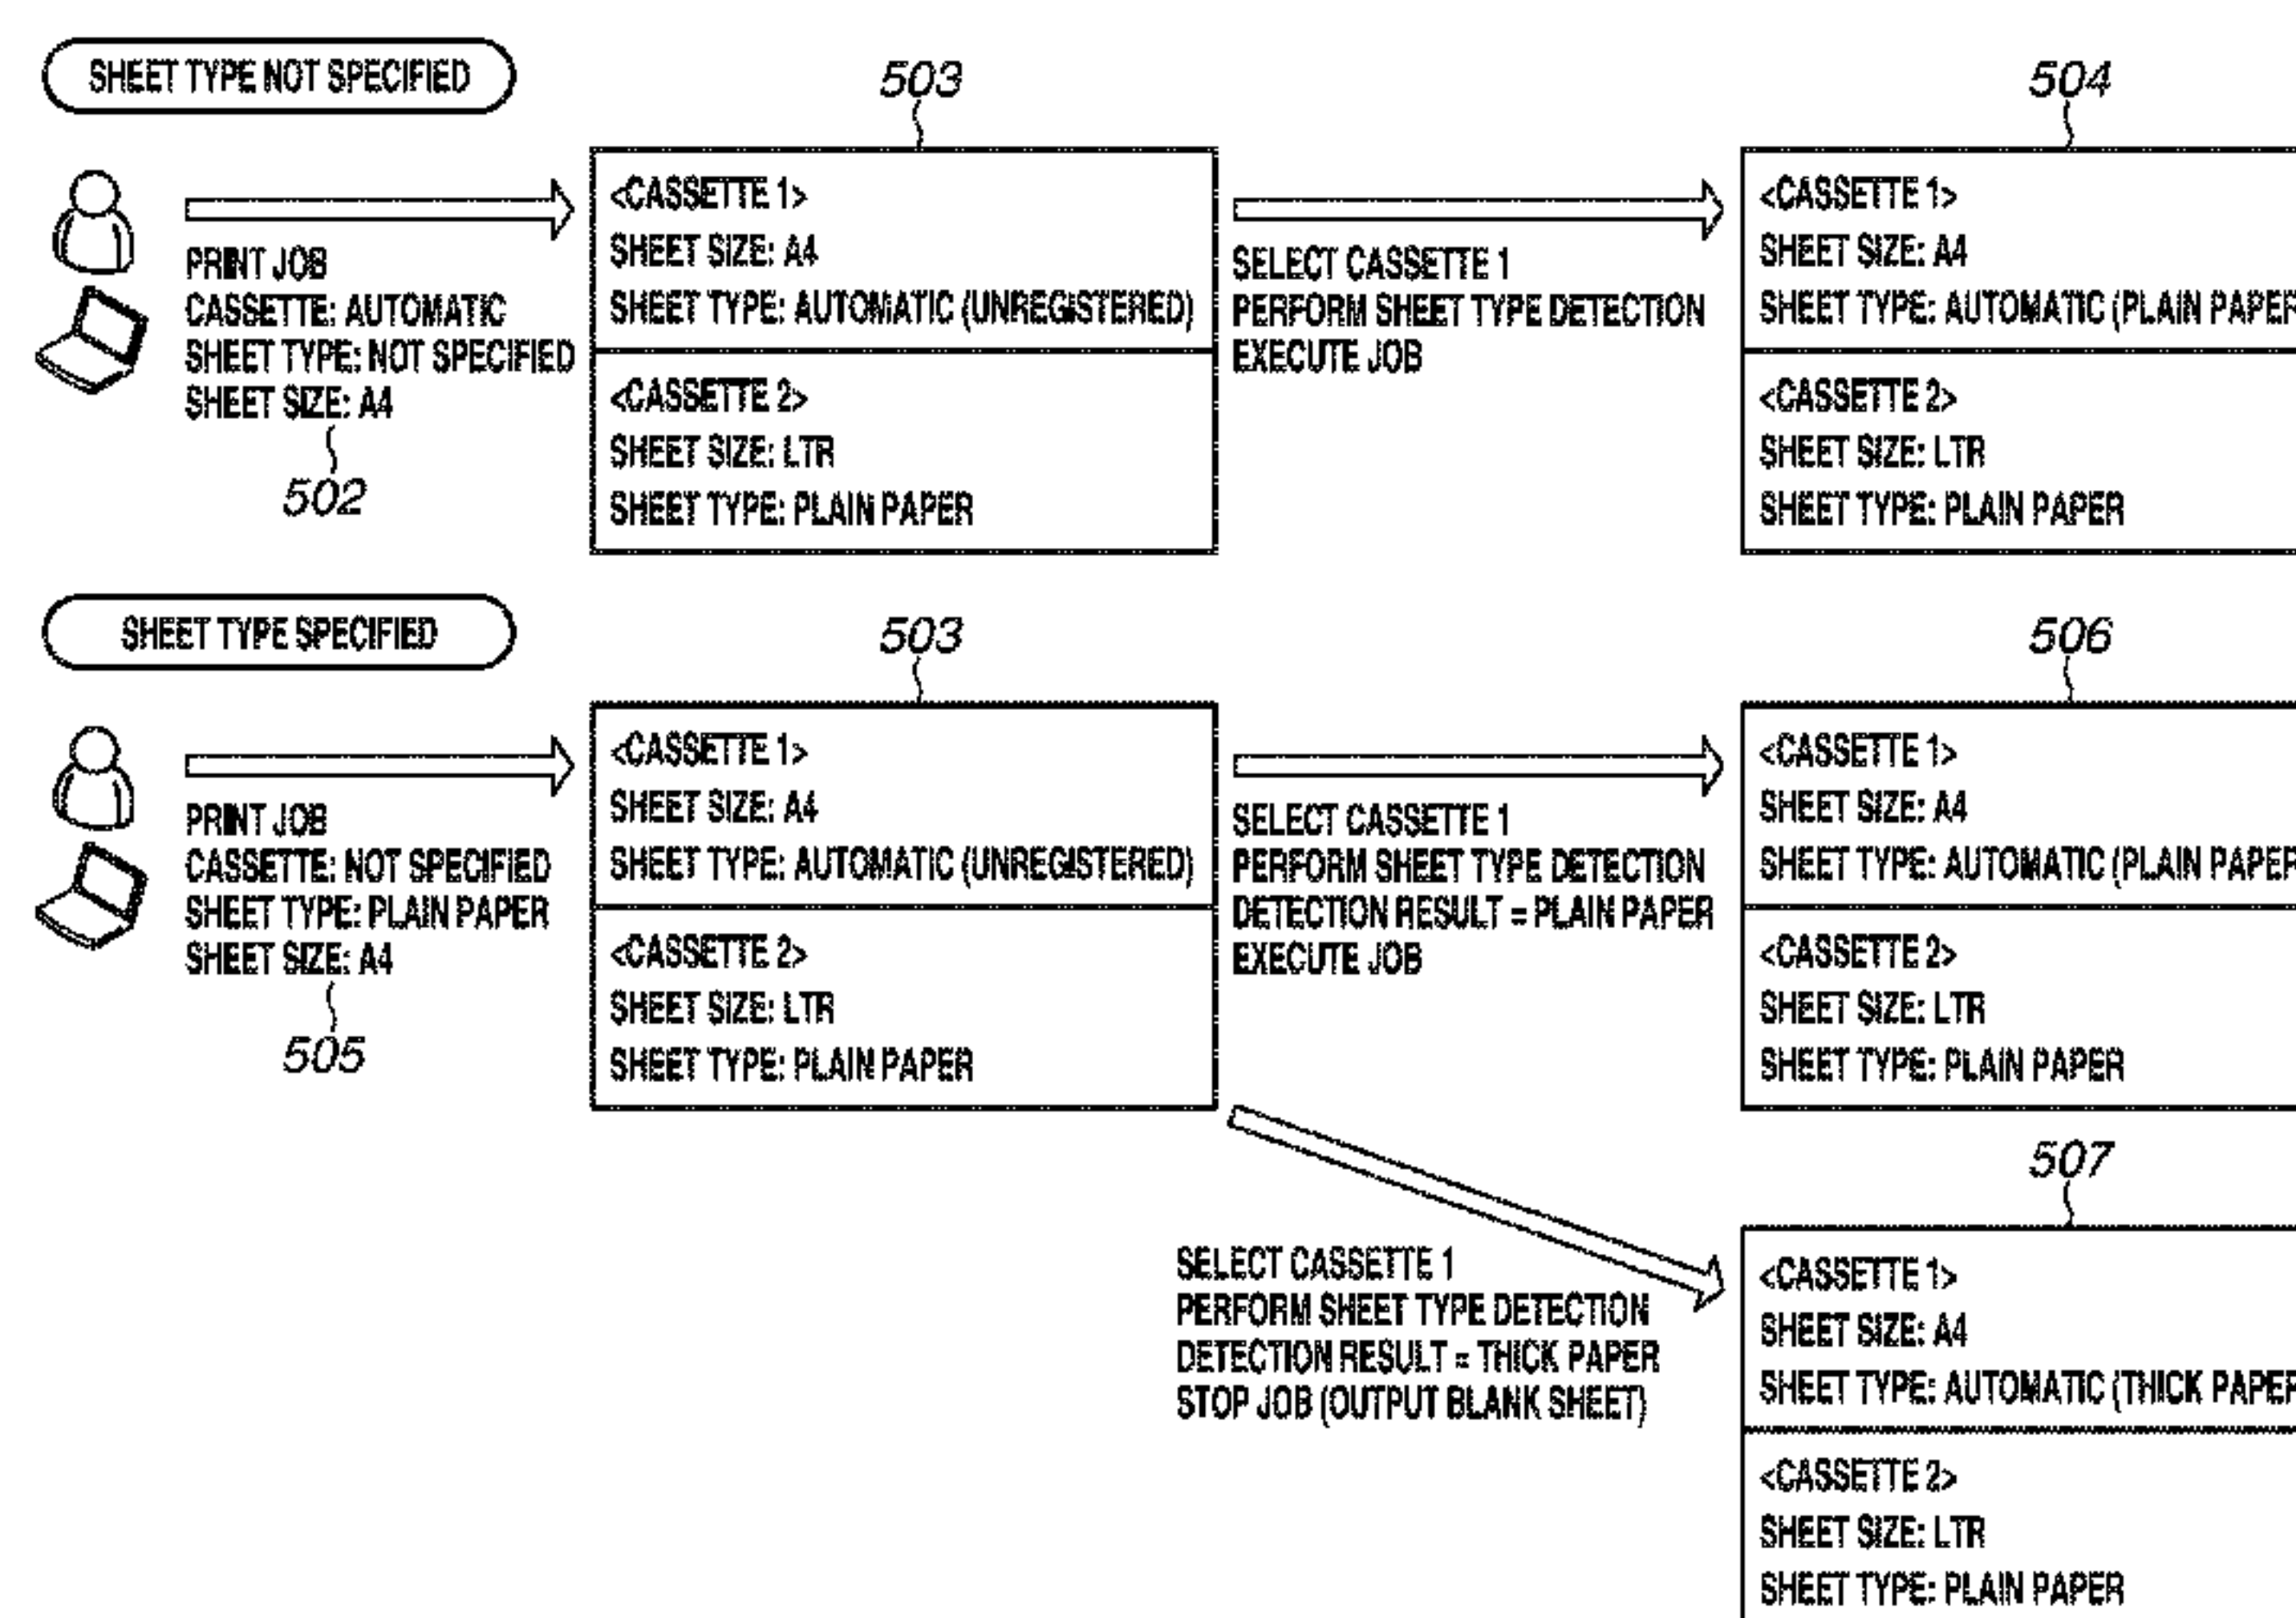 SHEET TYPE NOT SPECIFIED
503
504
PRINT JOB
CASSETTE: AUTOMATIC
SHEET TYPE: NOT SPECIFIED
SHEET SIZE: A4
502
<CASSETTE 1>
SHEET SIZE: A4
SHEET TYPE: AUTOMATIC (UNREGISTERED)
<CASSETTE 2>
SHEET SIZE: LTR
SHEET TYPE: PLAIN PAPER
SELECT CASSETTE 1
PERFORM SHEET TYPE DETECTION
EXECUTE JOB
<CASSETTE 1>
SHEET SIZE: A4
SHEET TYPE: AUTOMATIC (PLAIN PAPER
<CASSETTE 2>
SHEET SIZE: LTR
SHEET TYPE: PLAIN PAPER
SHEET TYPE SPECIFIED
503
506
PRINT JOB
CASSETTE: NOT SPECIFIED
SHEET TYPE: PLAIN PAPER
SHEET SIZE: A4
505
<CASSETTE 1>
SHEET SIZE: A4
SHEET TYPE: AUTOMATIC (UNREGISTERED)
<CASSETTE 2>
SHEET SIZE: LTR
SHEET TYPE: PLAIN PAPER
SELECT CASSETTE 1
PERFORM SHEET TYPE DETECTION
DETECTION RESULT = PLAIN PAPER
EXECUTE JOB
<CASSETTE 1>
SHEET SIZE: A4
SHEET TYPE: AUTOMATIC (PLAIN PAPER
<CASSETTE 2>
SHEET SIZE: LTR
SHEET TYPE: PLAIN PAPER
507
SELECT CASSETTE 1
PERFORM SHEET TYPE DETECTION
DETECTION RESULT = THICK PAPER
STOP JOB (OUTPUT BLANK SHEET)
<CASSETTE 1>
SHEET SIZE: A4
SHEET TYPE: AUTOMATIC (THICK PAPER
<CASSETTE 2>
SHEET SIZE: LTR
SHEET TYPE: PLAIN PAPER